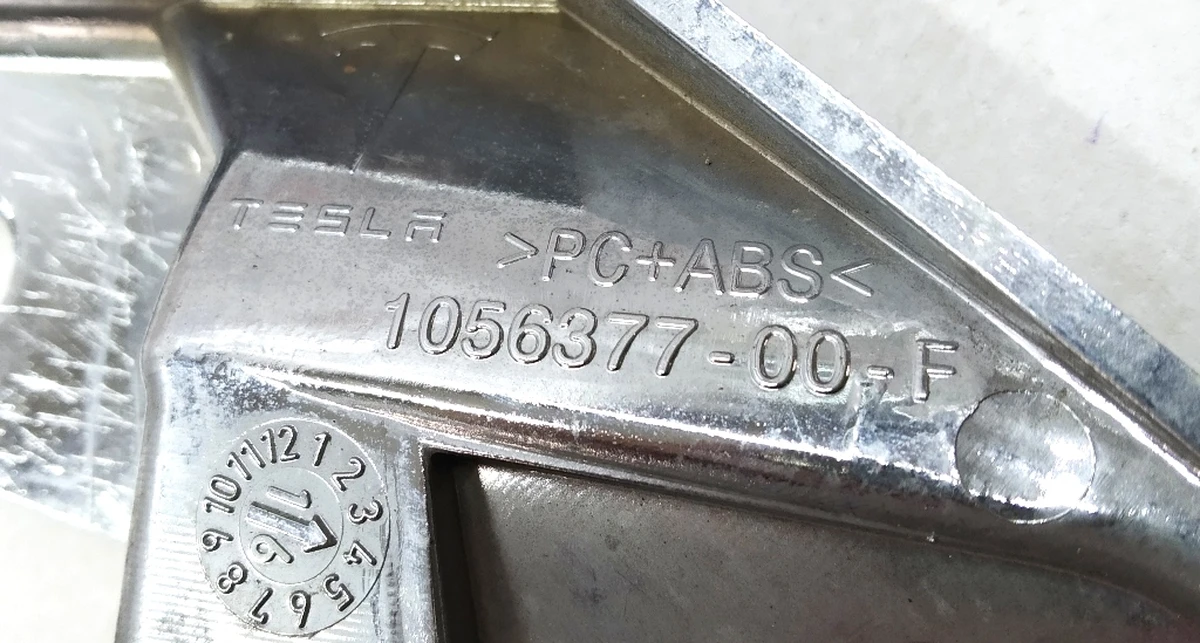 TESLA
>PC+ABS<
1056377-00-F
1 2 3 4 5 6 7 8 9 10 11 12
16